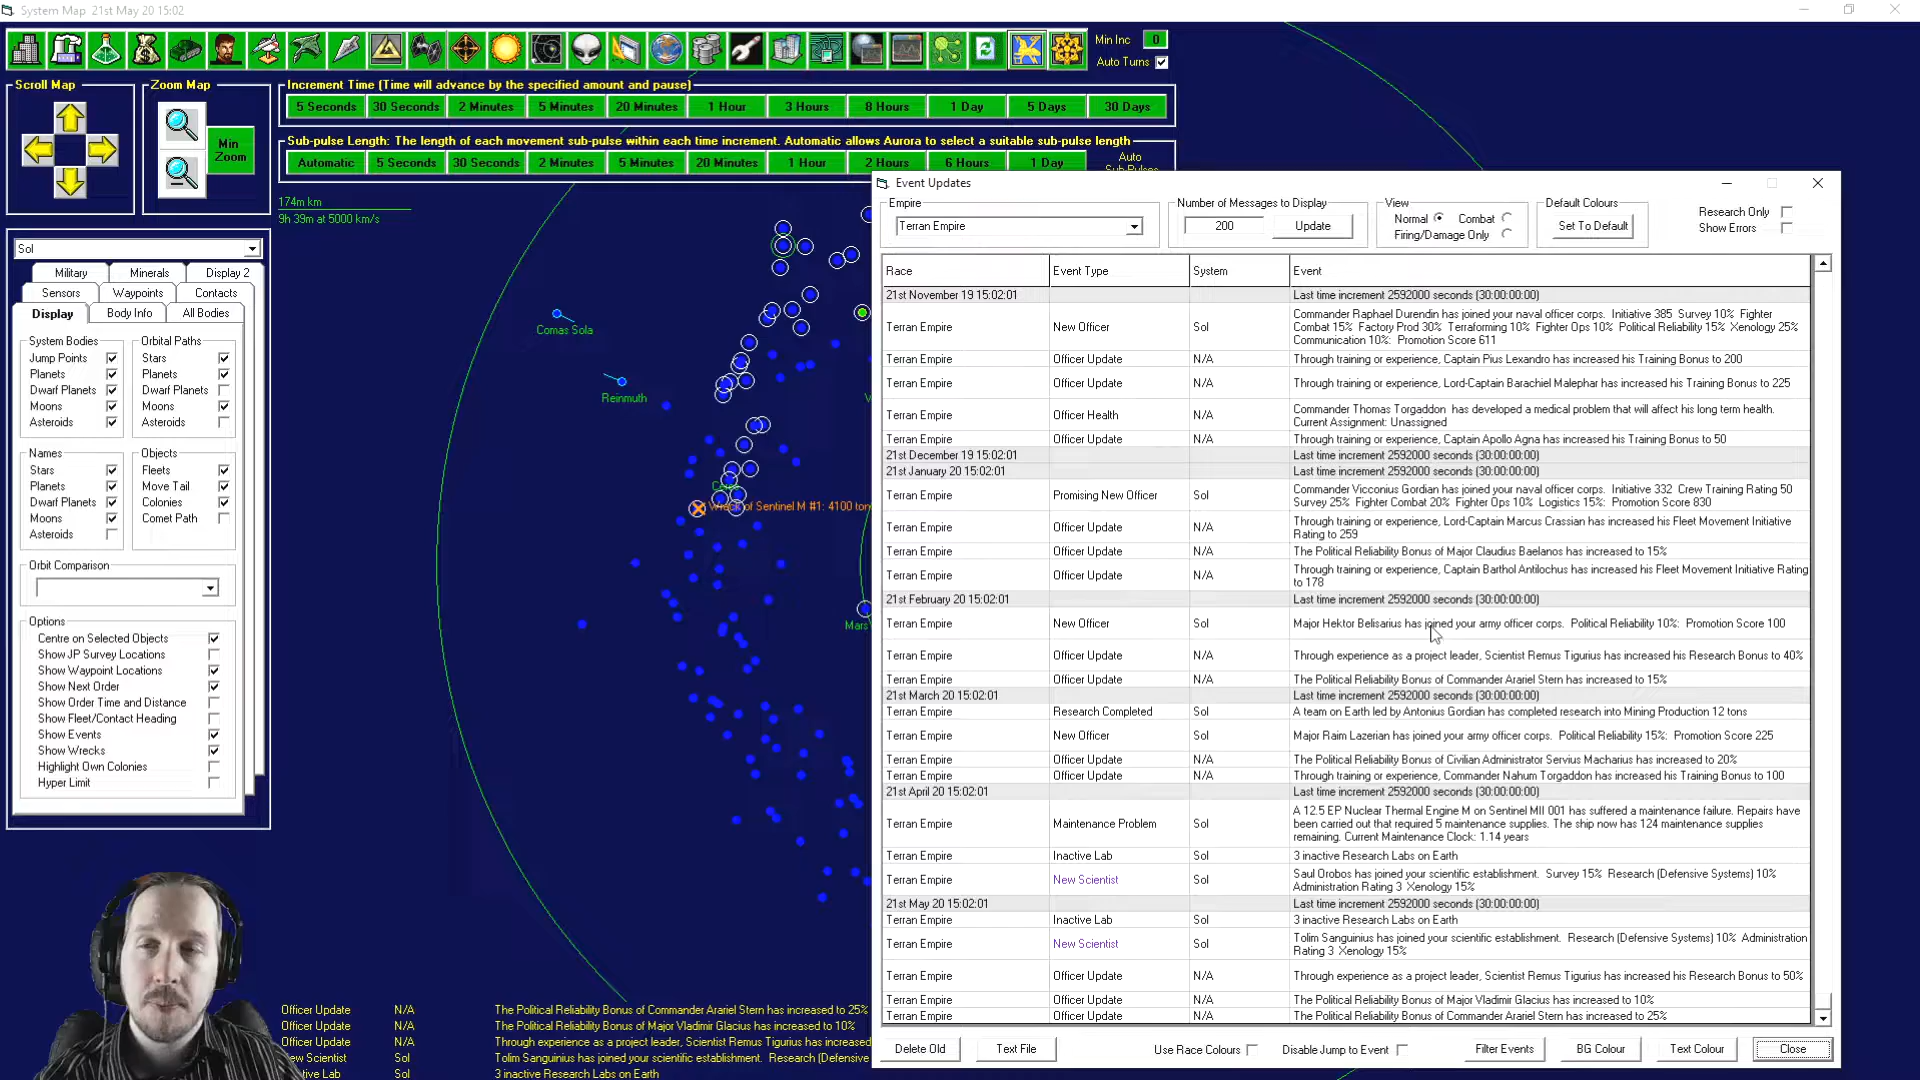 System Map  21st May 20 15:02
Min Inc 0
Auto Turns
Scroll Map
Zoom Map
Min Zoom
Increment Time (Time will advance by the specified amount and pause)
5 Seconds 30 Seconds 2 Minutes 5 Minutes 20 Minutes 1 Hour 3 Hours 8 Hours 1 Day 5 Days 30 Days
Sub-pulse Length: The length of each movement sub-pulse within each time increment. Automatic allows Aurora to select a suitable sub-pulse length
Automatic 5 Seconds 30 Seconds 2 Minutes 5 Minutes 20 Minutes 1 Hour 2 Hours 6 Hours 1 Day
Auto
Sub-Pulses
174m km
9h 39m at 5000 km/s
Sol
Military Minerals Display 2
Sensors Waypoints Contacts
Display Body Info All Bodies
System Bodies
Jump Points
Planets
Dwarf Planets
Moons
Asteroids
Orbital Paths
Stars
Planets
Dwarf Planets
Moons
Asteroids
Names
Stars
Planets
Dwarf Planets
Moons
Asteroids
Objects
Fleets
Move Tail
Colonies
Comet Path
Orbit Comparison
Options
Centre on Selected Objects
Show JP Survey Locations
Show Waypoint Locations
Show Next Order
Show Order Time and Distance
Show Fleet/Contact Heading
Show Events
Show Wrecks
Highlight Own Colonies
Hyper Limit
Comas Sola
Reinmuth
Wreck of Sentinel M #1: 4100 ton
Mars
Officer Update N/A The Political Reliability Bonus of Commander Arariel Stern has increased to 25%
Officer Update N/A The Political Reliability Bonus of Major Vladimir Glacius has increased to 10%
Officer Update N/A Through experience as a project leader, Scientist Remus Tigurius has increased
New Scientist Sol Tolim Sanguinius has joined your scientific establishment.  Research (Defensive
Sol 3 inactive Research Labs on Earth
Event Updates
Empire
Terran Empire
Number of Messages to Display
200 Update
View
Normal Combat
Firing/Damage Only
Default Colours
Set To Default
Research Only
Show Errors
Race Event Type System Event
21st November 19 15:02:01 Last time increment 2592000 seconds (30:00:00:00)
Terran Empire New Officer Sol Commander Raphael Durendin has joined your naval officer corps.  Initiative 385  Survey 10%  Fighter
Combat 15%  Factory Prod 30%  Terraforming 10%  Fighter Ops 10%  Political Reliability 15%  Xenology 25%
Communication 10%:  Promotion Score 611
Terran Empire Officer Update N/A Through training or experience, Captain Pius Lexandro has increased his Training Bonus to 200
Terran Empire Officer Update N/A Through training or experience, Lord-Captain Barachiel Malephar has increased his Training Bonus to 225
Terran Empire Officer Health N/A Commander Thomas Torgaddon  has developed a medical problem that will affect his long term health.
Current Assignment: Unassigned
Terran Empire Officer Update N/A Through training or experience, Captain Apollo Agna has increased his Training Bonus to 50
21st December 19 15:02:01 Last time increment 2592000 seconds (30:00:00:00)
21st January 20 15:02:01 Last time increment 2592000 seconds (30:00:00:00)
Terran Empire Promising New Officer Sol Commander Vicconius Gordian has joined your naval officer corps.  Initiative 332  Crew Training Rating 50
Survey 25%  Fighter Combat 20%  Fighter Ops 10%  Logistics 15%:  Promotion Score 830
Terran Empire Officer Update N/A Through training or experience, Lord-Captain Marcus Crassian has increased his Fleet Movement Initiative
Rating to 259
Terran Empire Officer Update N/A The Political Reliability Bonus of Major Claudius Baelanos has increased to 15%
Terran Empire Officer Update N/A Through training or experience, Captain Barthol Antilochus has increased his Fleet Movement Initiative Rating
to 178
21st February 20 15:02:01 Last time increment 2592000 seconds (30:00:00:00)
Terran Empire New Officer Sol Major Hektor Belisarius has joined your army officer corps.  Political Reliability 10%:  Promotion Score 100
Terran Empire Officer Update N/A Through experience as a project leader, Scientist Remus Tigurius has increased his Research Bonus to 40%
Terran Empire Officer Update N/A The Political Reliability Bonus of Commander Arariel Stern has increased to 15%
21st March 20 15:02:01 Last time increment 2592000 seconds (30:00:00:00)
Terran Empire Research Completed Sol A team on Earth led by Antonius Gordian has completed research into Mining Production 12 tons
Terran Empire New Officer Sol Major Raim Lazerian has joined your army officer corps.  Political Reliability 15%:  Promotion Score 225
Terran Empire Officer Update N/A The Political Reliability Bonus of Civilian Administrator Servius Macharius has increased to 20%
Terran Empire Officer Update N/A Through training or experience, Commander Nahum Torgaddon has increased his Training Bonus to 100
21st April 20 15:02:01 Last time increment 2592000 seconds (30:00:00:00)
Terran Empire Maintenance Problem Sol A 12.5 EP Nuclear Thermal Engine M on Sentinel MII 001 has suffered a maintenance failure. Repairs have
been carried out that required 5 maintenance supplies. The ship now has 124 maintenance supplies
remaining. Current Maintenance Clock: 1.14 years
Terran Empire Inactive Lab Sol 3 inactive Research Labs on Earth
Terran Empire New Scientist Sol Saul Orobos has joined your scientific establishment.  Survey 15%  Research (Defensive Systems) 10%
Administration Rating 3  Xenology 15%
21st May 20 15:02:01 Last time increment 2592000 seconds (30:00:00:00)
Terran Empire Inactive Lab Sol 3 inactive Research Labs on Earth
Terran Empire New Scientist Sol Tolim Sanguinius has joined your scientific establishment.  Research (Defensive Systems) 10%  Administration
Rating 3  Xenology 15%
Terran Empire Officer Update N/A Through experience as a project leader, Scientist Remus Tigurius has increased his Research Bonus to 50%
Terran Empire Officer Update N/A The Political Reliability Bonus of Major Vladimir Glacius has increased to 10%
Terran Empire Officer Update N/A The Political Reliability Bonus of Commander Arariel Stern has increased to 25%
Delete Old Text File Use Race Colours Disable Jump to Event Filter Events BG Colour Text Colour Close